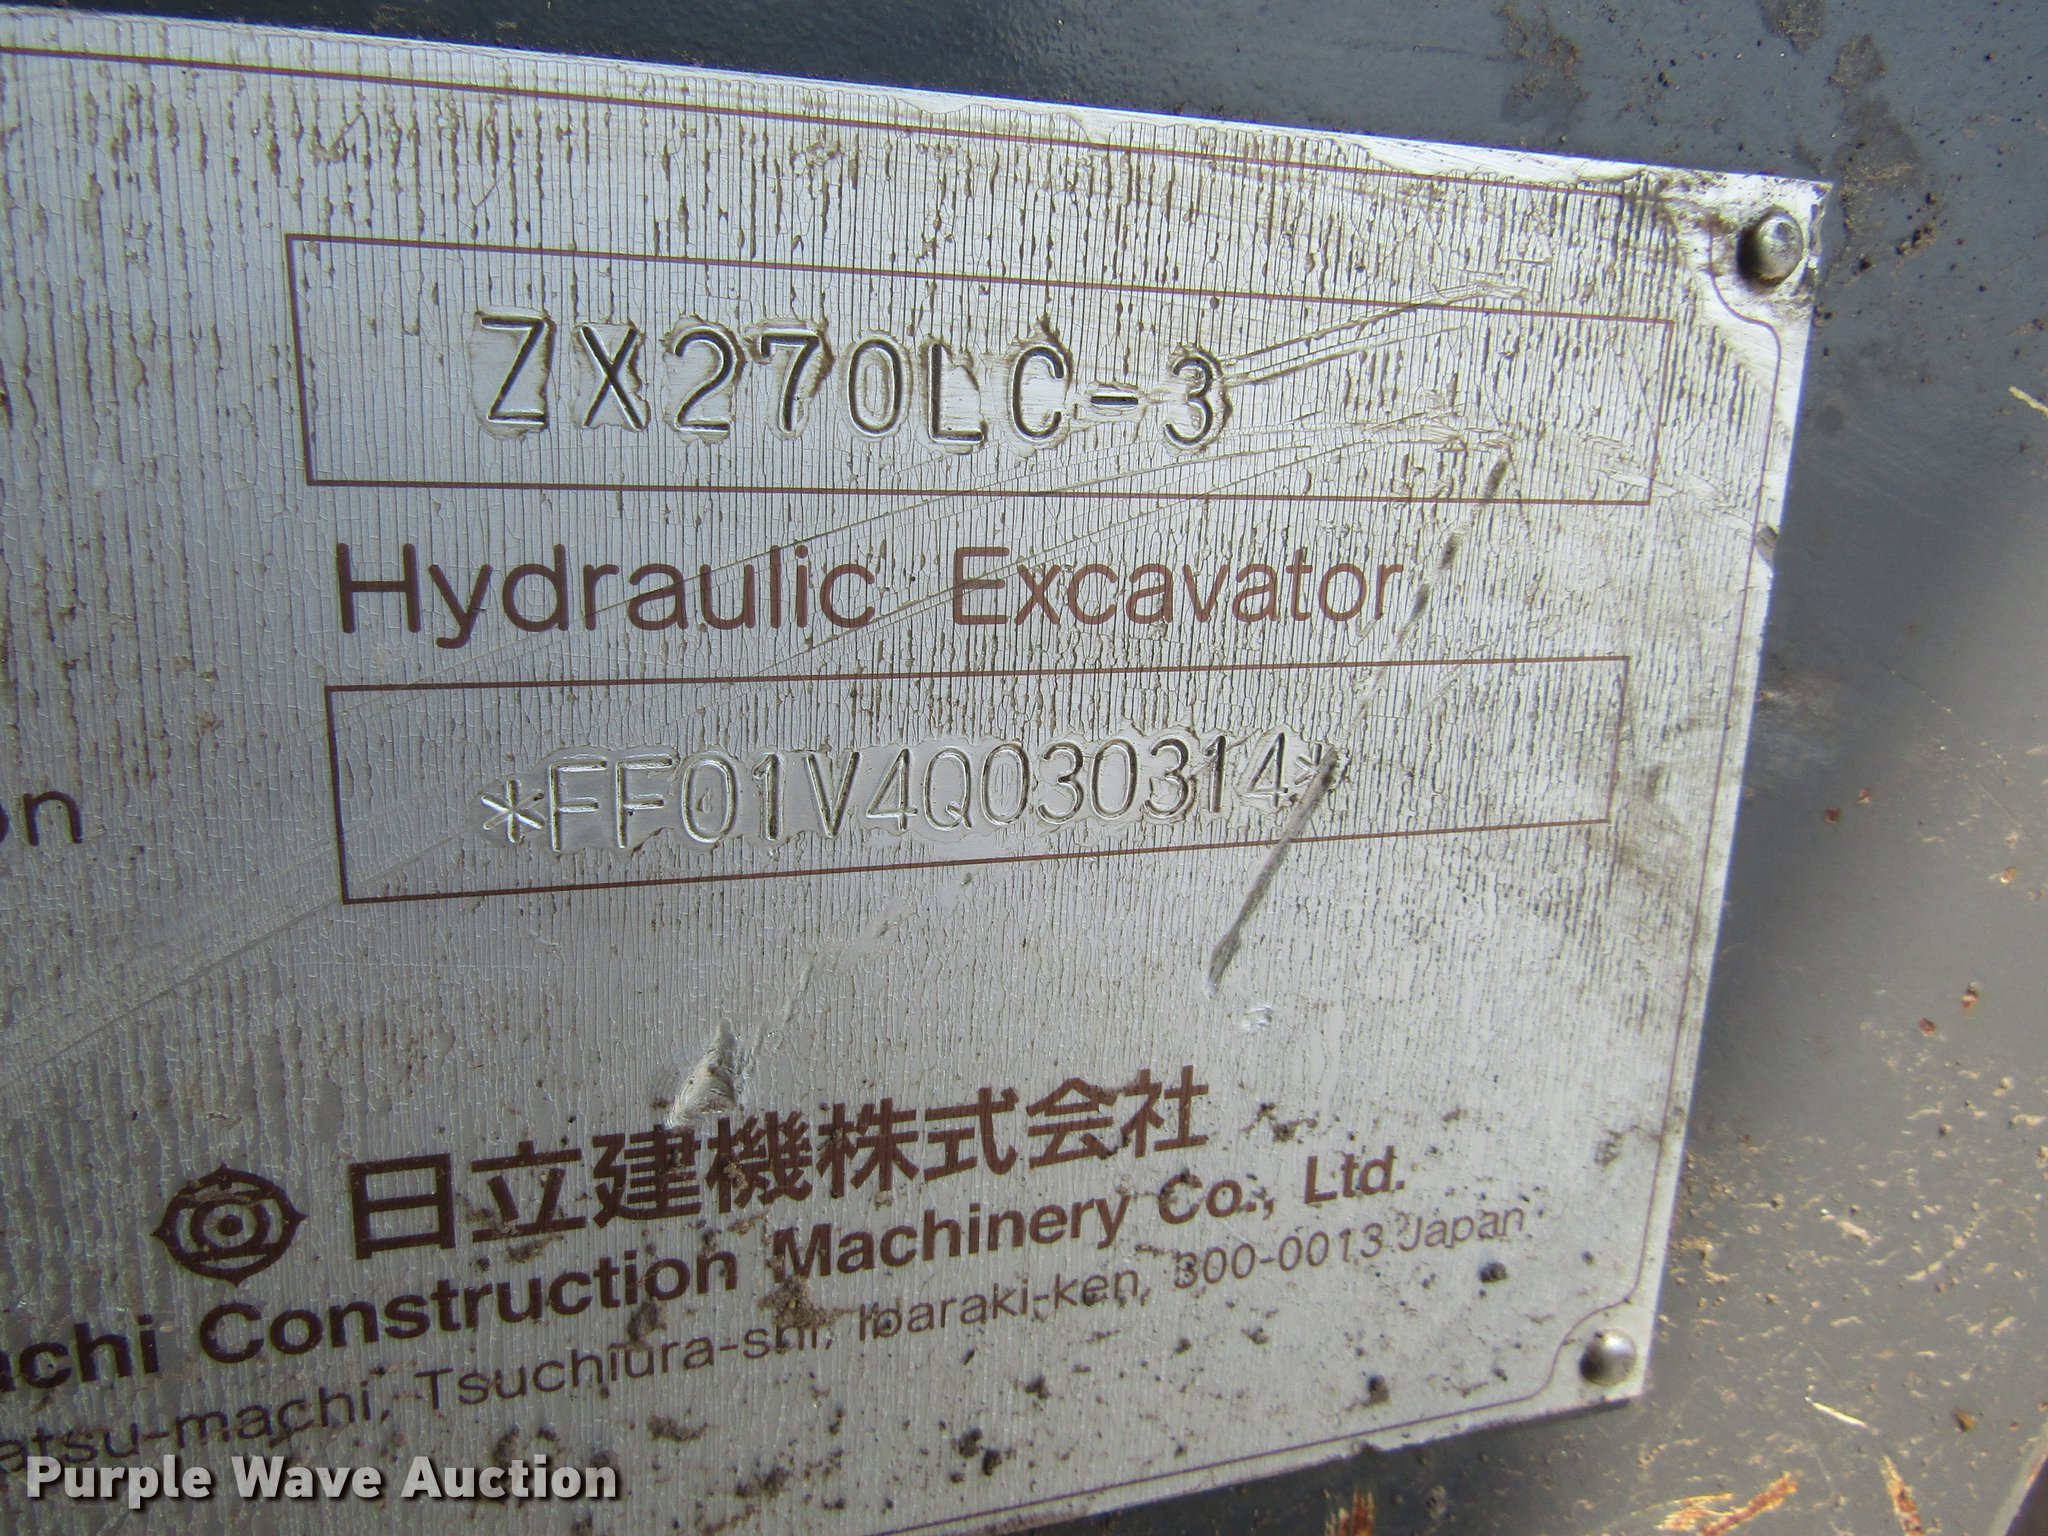 ZX270LC-3
Hydraulic Excavator
on
*FF01V4Q030314*
日立建機株式会社
achi Construction Machinery Co., Ltd.
atsu-machi, Tsuchiura-shi, Ibaraki-ken, 300-0013 Japan
Purple Wave Auction